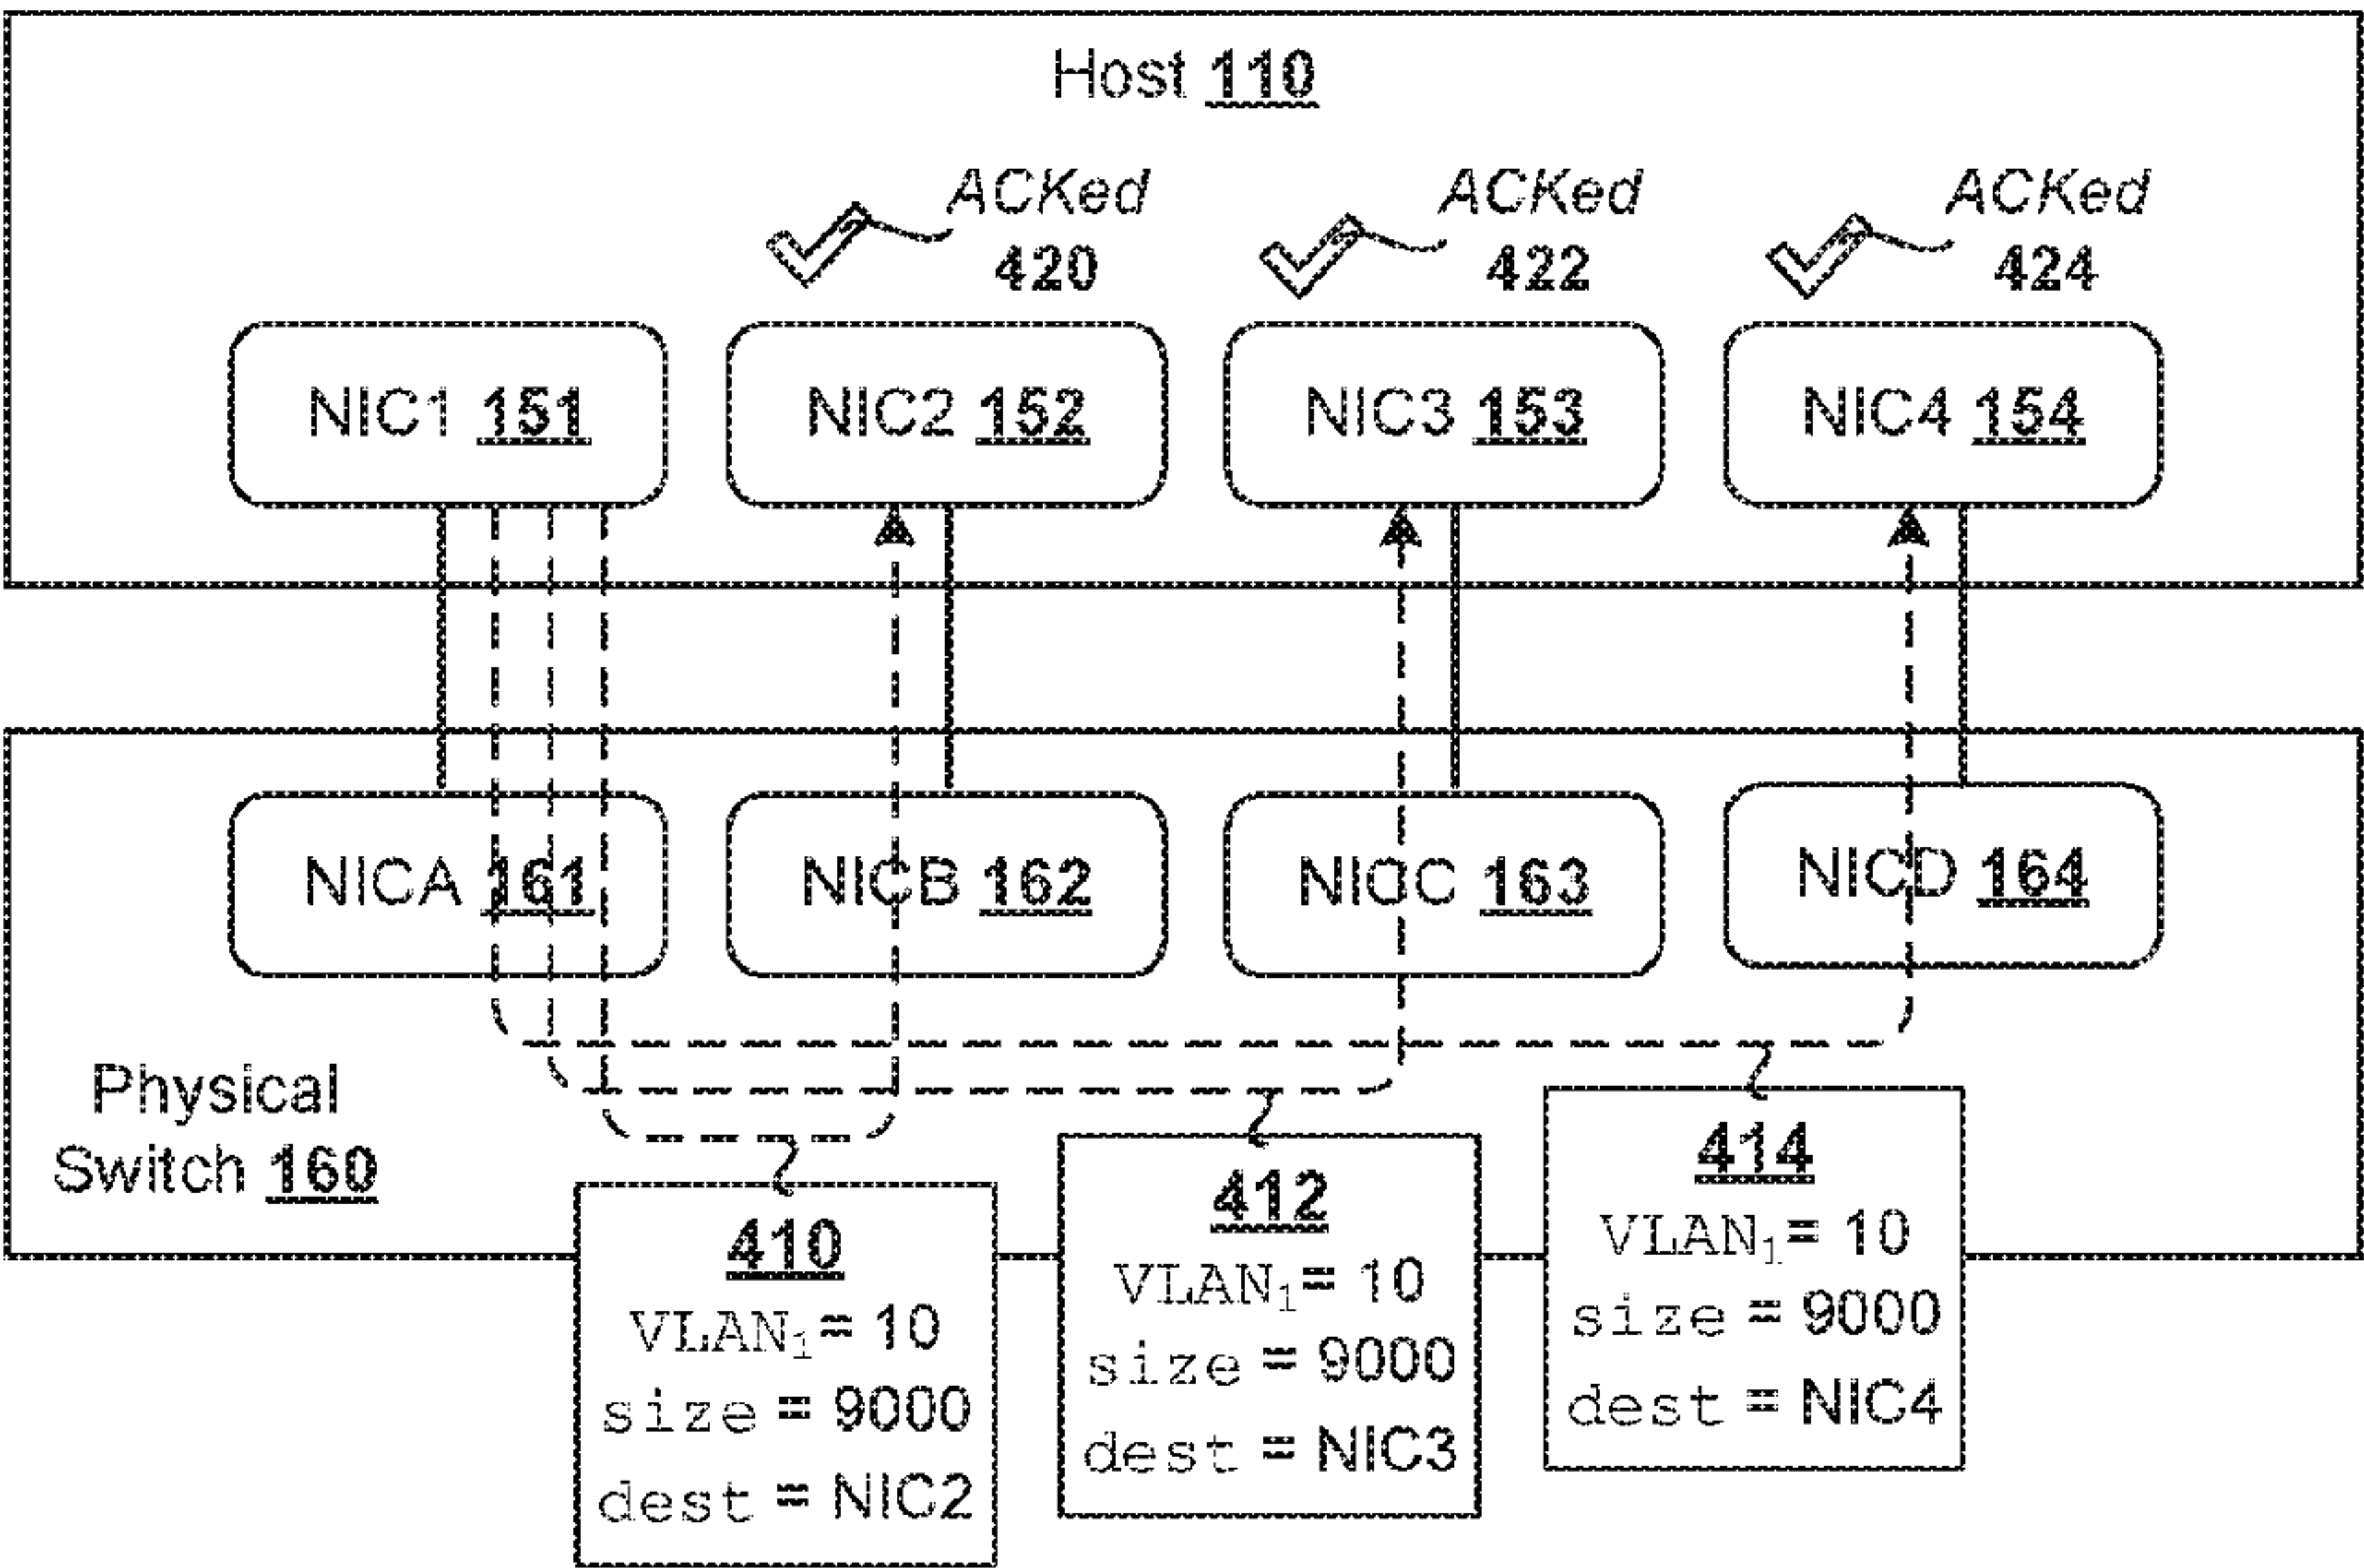 Host 110
ACKed
420
ACKed
422
ACKed
424
NIC1 151
NIC2 152
NIC3 153
NIC4 154
NICA 161
NICB 162
NICC 163
NICD 164
Physical
Switch 160
410
VLAN₁ = 10
size = 9000
dest = NIC2
412
VLAN₁ = 10
size = 9000
dest = NIC3
414
VLAN₁ = 10
size = 9000
dest = NIC4